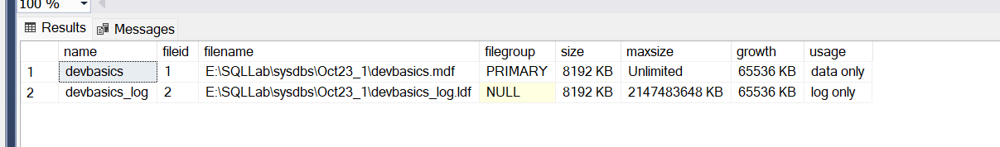 100 %
Results Messages
name fileid filename filegroup size maxsize growth usage
1 devbasics 1 E:\SQLLab\sysdbs\Oct23_1\devbasics.mdf PRIMARY 8192 KB Unlimited 65536 KB data only
2 devbasics_log 2 E:\SQLLab\sysdbs\Oct23_1\devbasics_log.ldf NULL 8192 KB 2147483648 KB 65536 KB log only